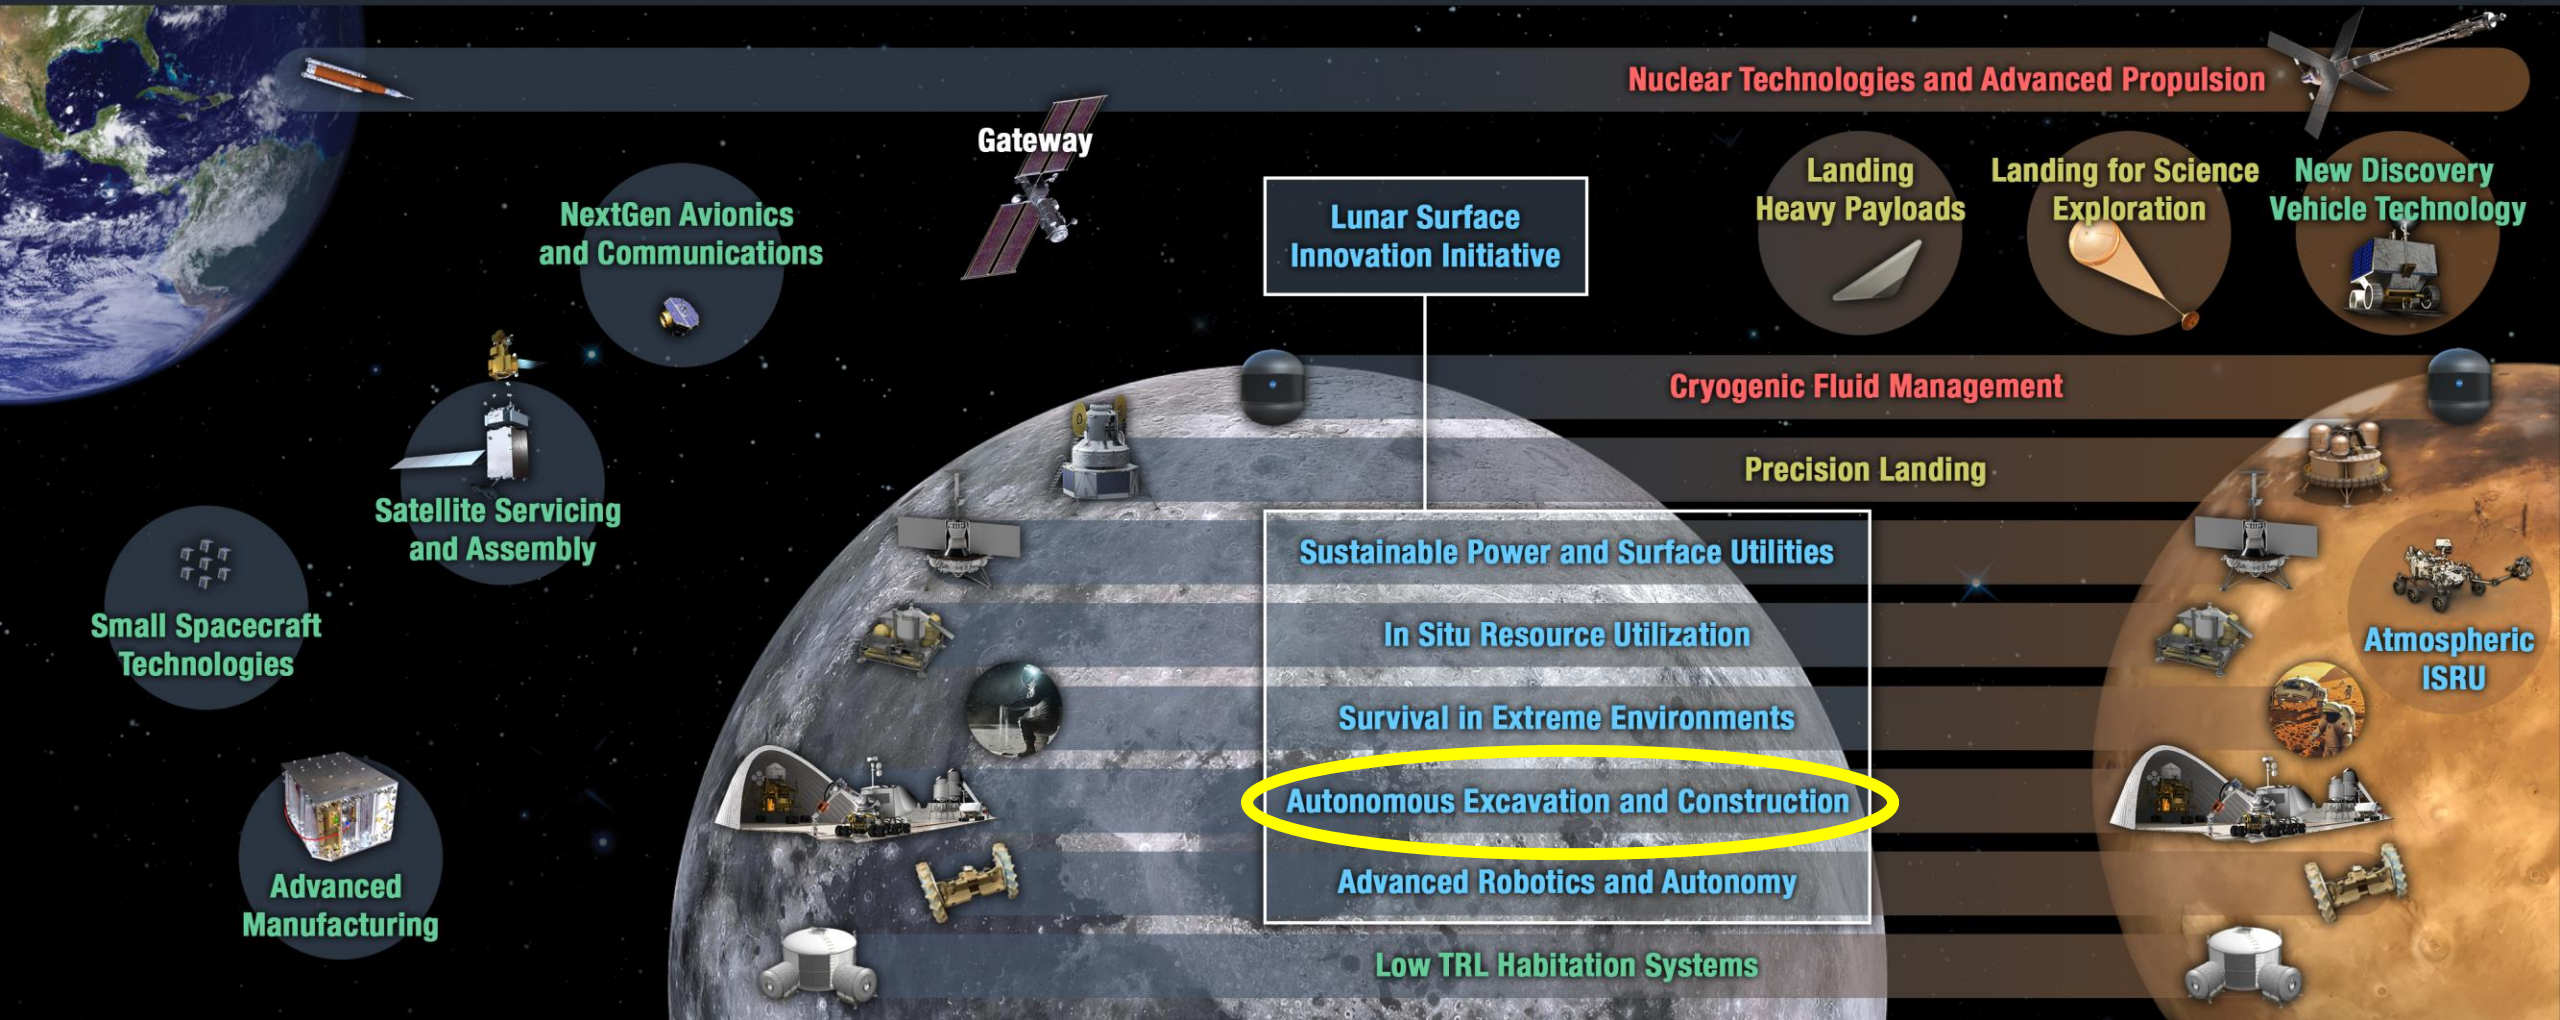 Nuclear Technologies and Advanced Propulsion
Gateway
Landing
Heavy Payloads
Landing for Science
Exploration
New Discovery
Vehicle Technology
NextGen Avionics
and Communications
Lunar Surface
Innovation Initiative
Cryogenic Fluid Management
Precision Landing
Satellite Servicing
and Assembly
Sustainable Power and Surface Utilities
Small Spacecraft
Technologies
In Situ Resource Utilization
Atmospheric
ISRU
Survival in Extreme Environments
Autonomous Excavation and Construction
Advanced Robotics and Autonomy
Advanced
Manufacturing
Low TRL Habitation Systems